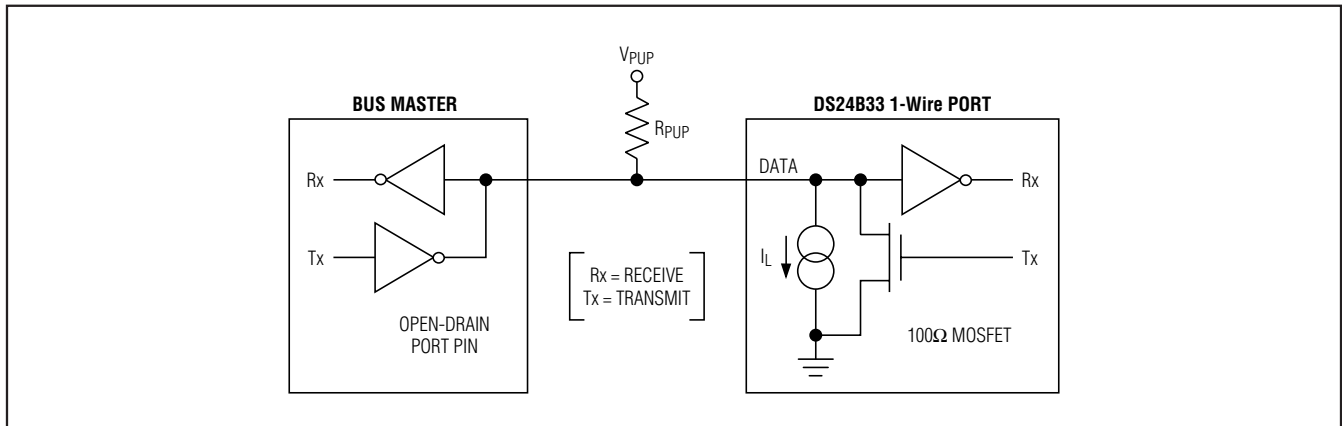 VPUP
BUS MASTER
DS24B33 1-Wire PORT
RPUP
Rx
DATA
Rx
Tx
IL
Tx
Rx = RECEIVE
Tx = TRANSMIT
OPEN-DRAIN
PORT PIN
100Ω MOSFET